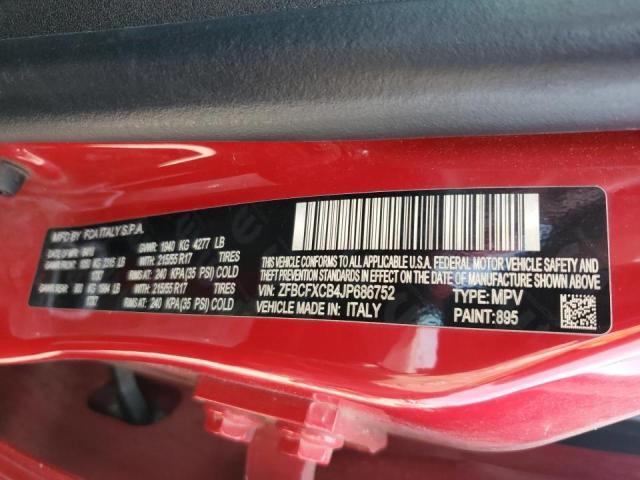 MFD BY FCA ITALY S.P.A.
GVWR: 1940 KG 4277 LB
WITH 215/55 R17 TIRES
RIMS AT: 240 KPA (35 PSI) COLD
WITH 215/55 R17 TIRES
RIMS AT: 240 KPA (35 PSI) COLD
THIS VEHICLE CONFORMS TO ALL APPLICABLE U.S.A. FEDERAL MOTOR VEHICLE SAFETY,
BUMPER, AND THEFT PREVENTION STANDARDS IN EFFECT ON THE DATE OF MANUFACTURE SHOWN ABOVE
VIN: ZFBCFXCB4JP686752 TYPE: MPV
VEHICLE MADE IN: ITALY PAINT: 895